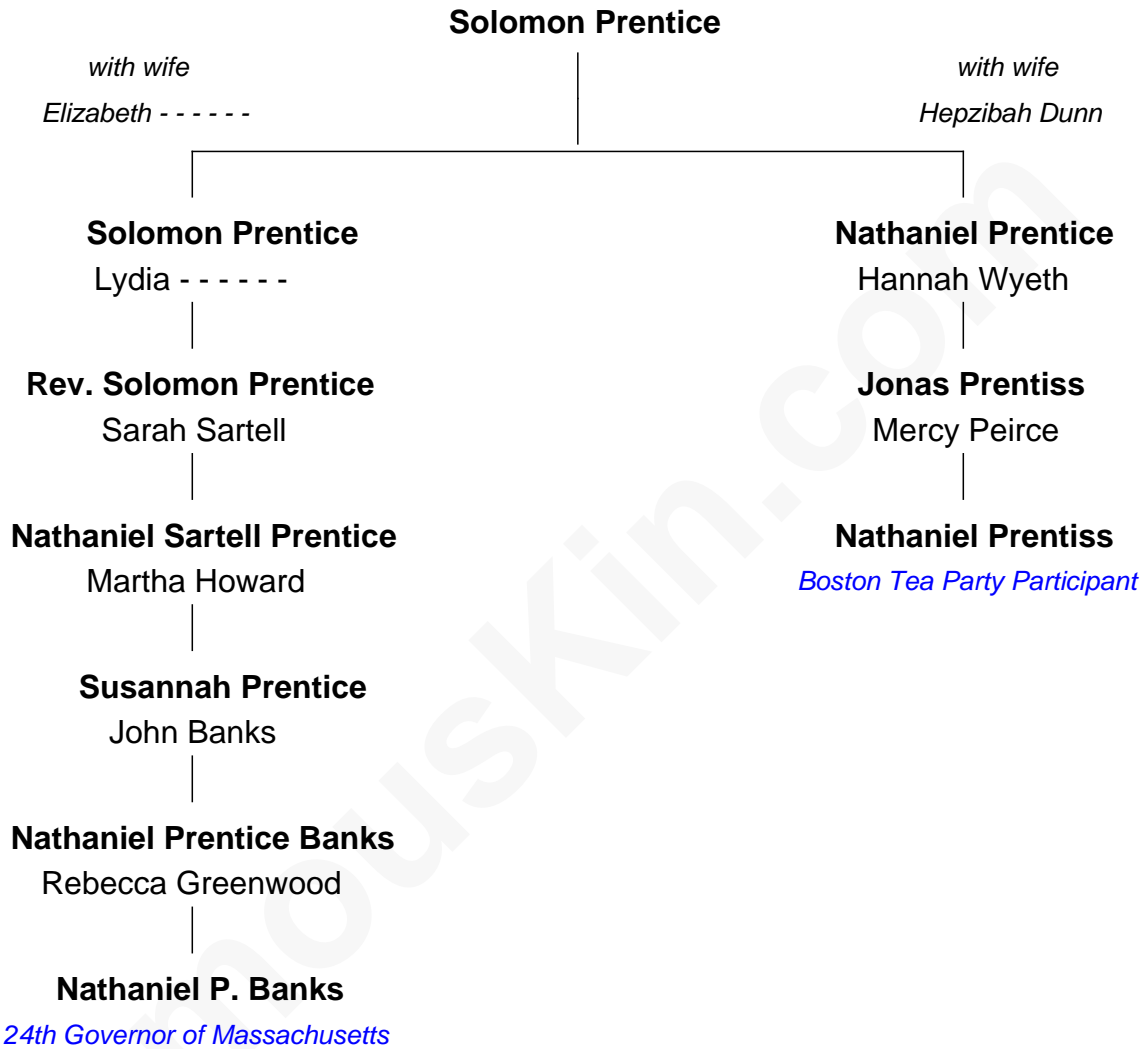 Solomon Prentice
with wife
Elizabeth - - - - - -
with wife
Hepzibah Dunn
Solomon Prentice
Lydia - - - - - -
Nathaniel Prentice
Hannah Wyeth
Rev. Solomon Prentice
Sarah Sartell
Jonas Prentiss
Mercy Peirce
Nathaniel Sartell Prentice
Martha Howard
Nathaniel Prentiss
Boston Tea Party Participant
Susannah Prentice
John Banks
Nathaniel Prentice Banks
Rebecca Greenwood
Nathaniel P. Banks
24th Governor of Massachusetts
mouskin.com